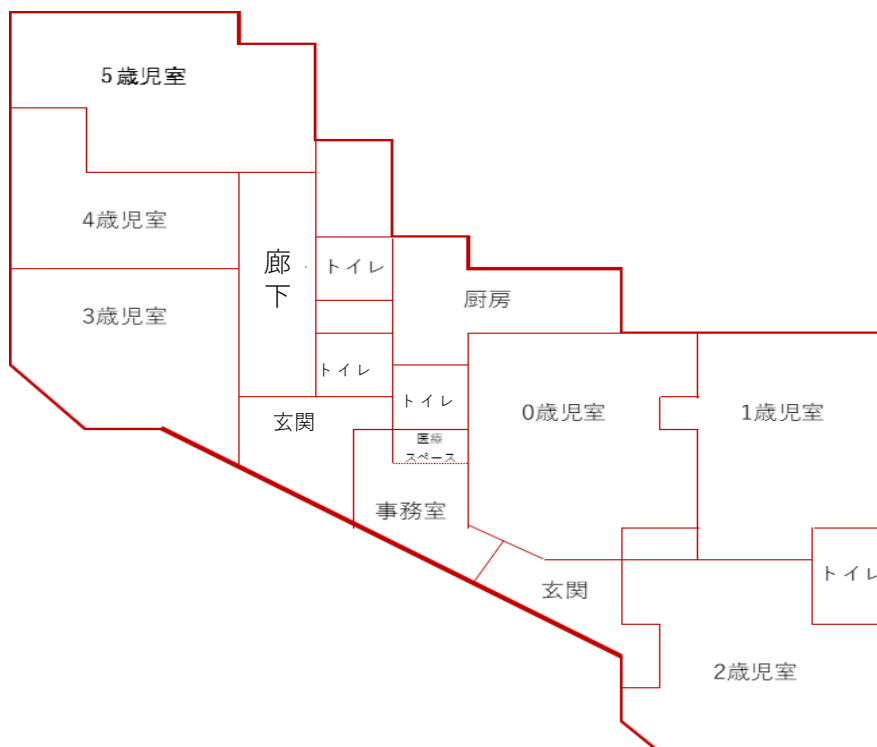 ５歳児室
4歳児室
3歳児室
廊
下
トイレ
トイレ
厨房
トイレ
玄関
医療
スペース
事務室
0歳児室
1歳児室
玄関
トイレ
2歳児室